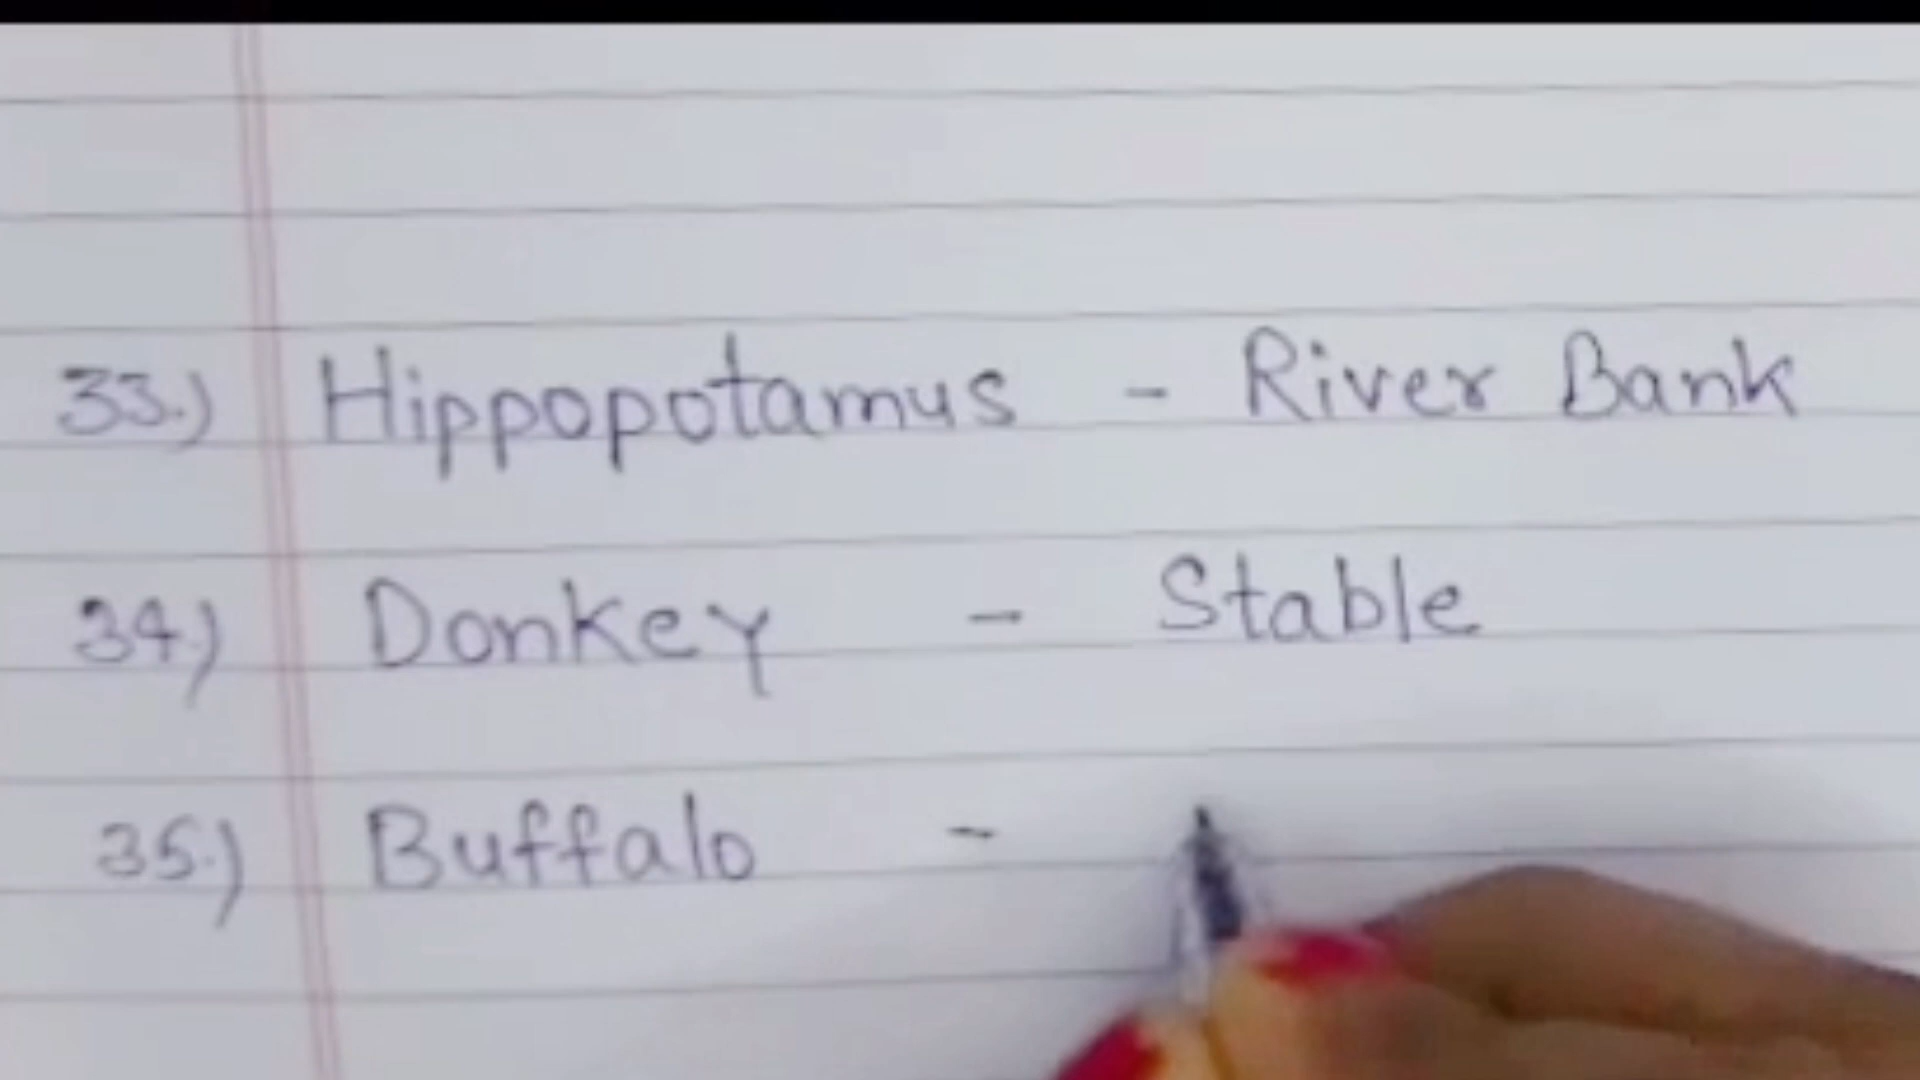 33.) Hippopotamus - River Bank
34.) Donkey - Stable
35.) Buffalo -